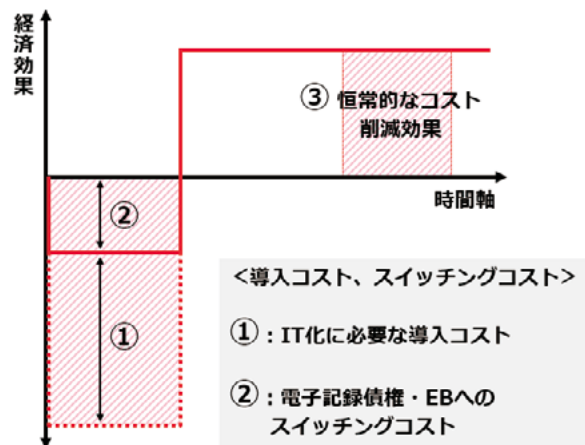 経済効果
③ 恒常的なコスト
削減効果
時間軸
②
①
<導入コスト、スイッチングコスト>
①:IT化に必要な導入コスト
②:電子記録債権・EBへの
スイッチングコスト